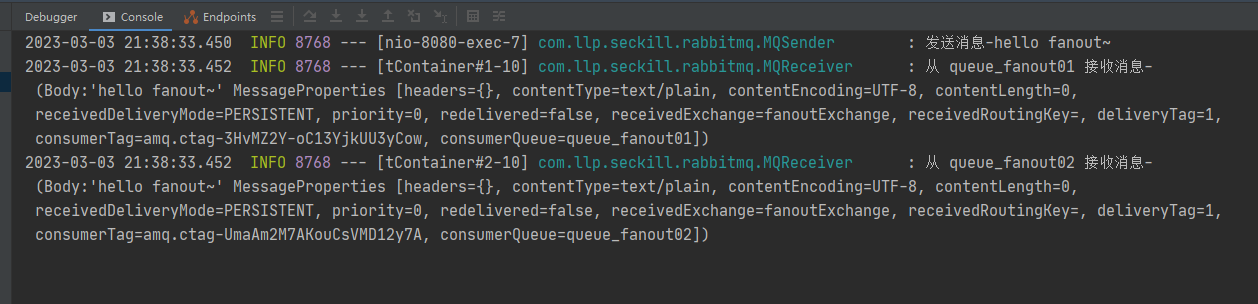 Debugger Console Endpoints
2023-03-03 21:38:33.450  INFO 8768 --- [nio-8080-exec-7] com.llp.seckill.rabbitmq.MQSender        : 发送消息-hello fanout~
2023-03-03 21:38:33.452  INFO 8768 --- [tContainer#1-10] com.llp.seckill.rabbitmq.MQReceiver      : 从 queue_fanout01 接收消息-
(Body:'hello fanout~' MessageProperties [headers={}, contentType=text/plain, contentEncoding=UTF-8, contentLength=0,
receivedDeliveryMode=PERSISTENT, priority=0, redelivered=false, receivedExchange=fanoutExchange, receivedRoutingKey=, deliveryTag=1,
consumerTag=amq.ctag-3HvMZ2Y-oC13YjkUU3yCow, consumerQueue=queue_fanout01])
2023-03-03 21:38:33.452  INFO 8768 --- [tContainer#2-10] com.llp.seckill.rabbitmq.MQReceiver      : 从 queue_fanout02 接收消息-
(Body:'hello fanout~' MessageProperties [headers={}, contentType=text/plain, contentEncoding=UTF-8, contentLength=0,
receivedDeliveryMode=PERSISTENT, priority=0, redelivered=false, receivedExchange=fanoutExchange, receivedRoutingKey=, deliveryTag=1,
consumerTag=amq.ctag-UmaAm2M7AKouCsVMD12y7A, consumerQueue=queue_fanout02])